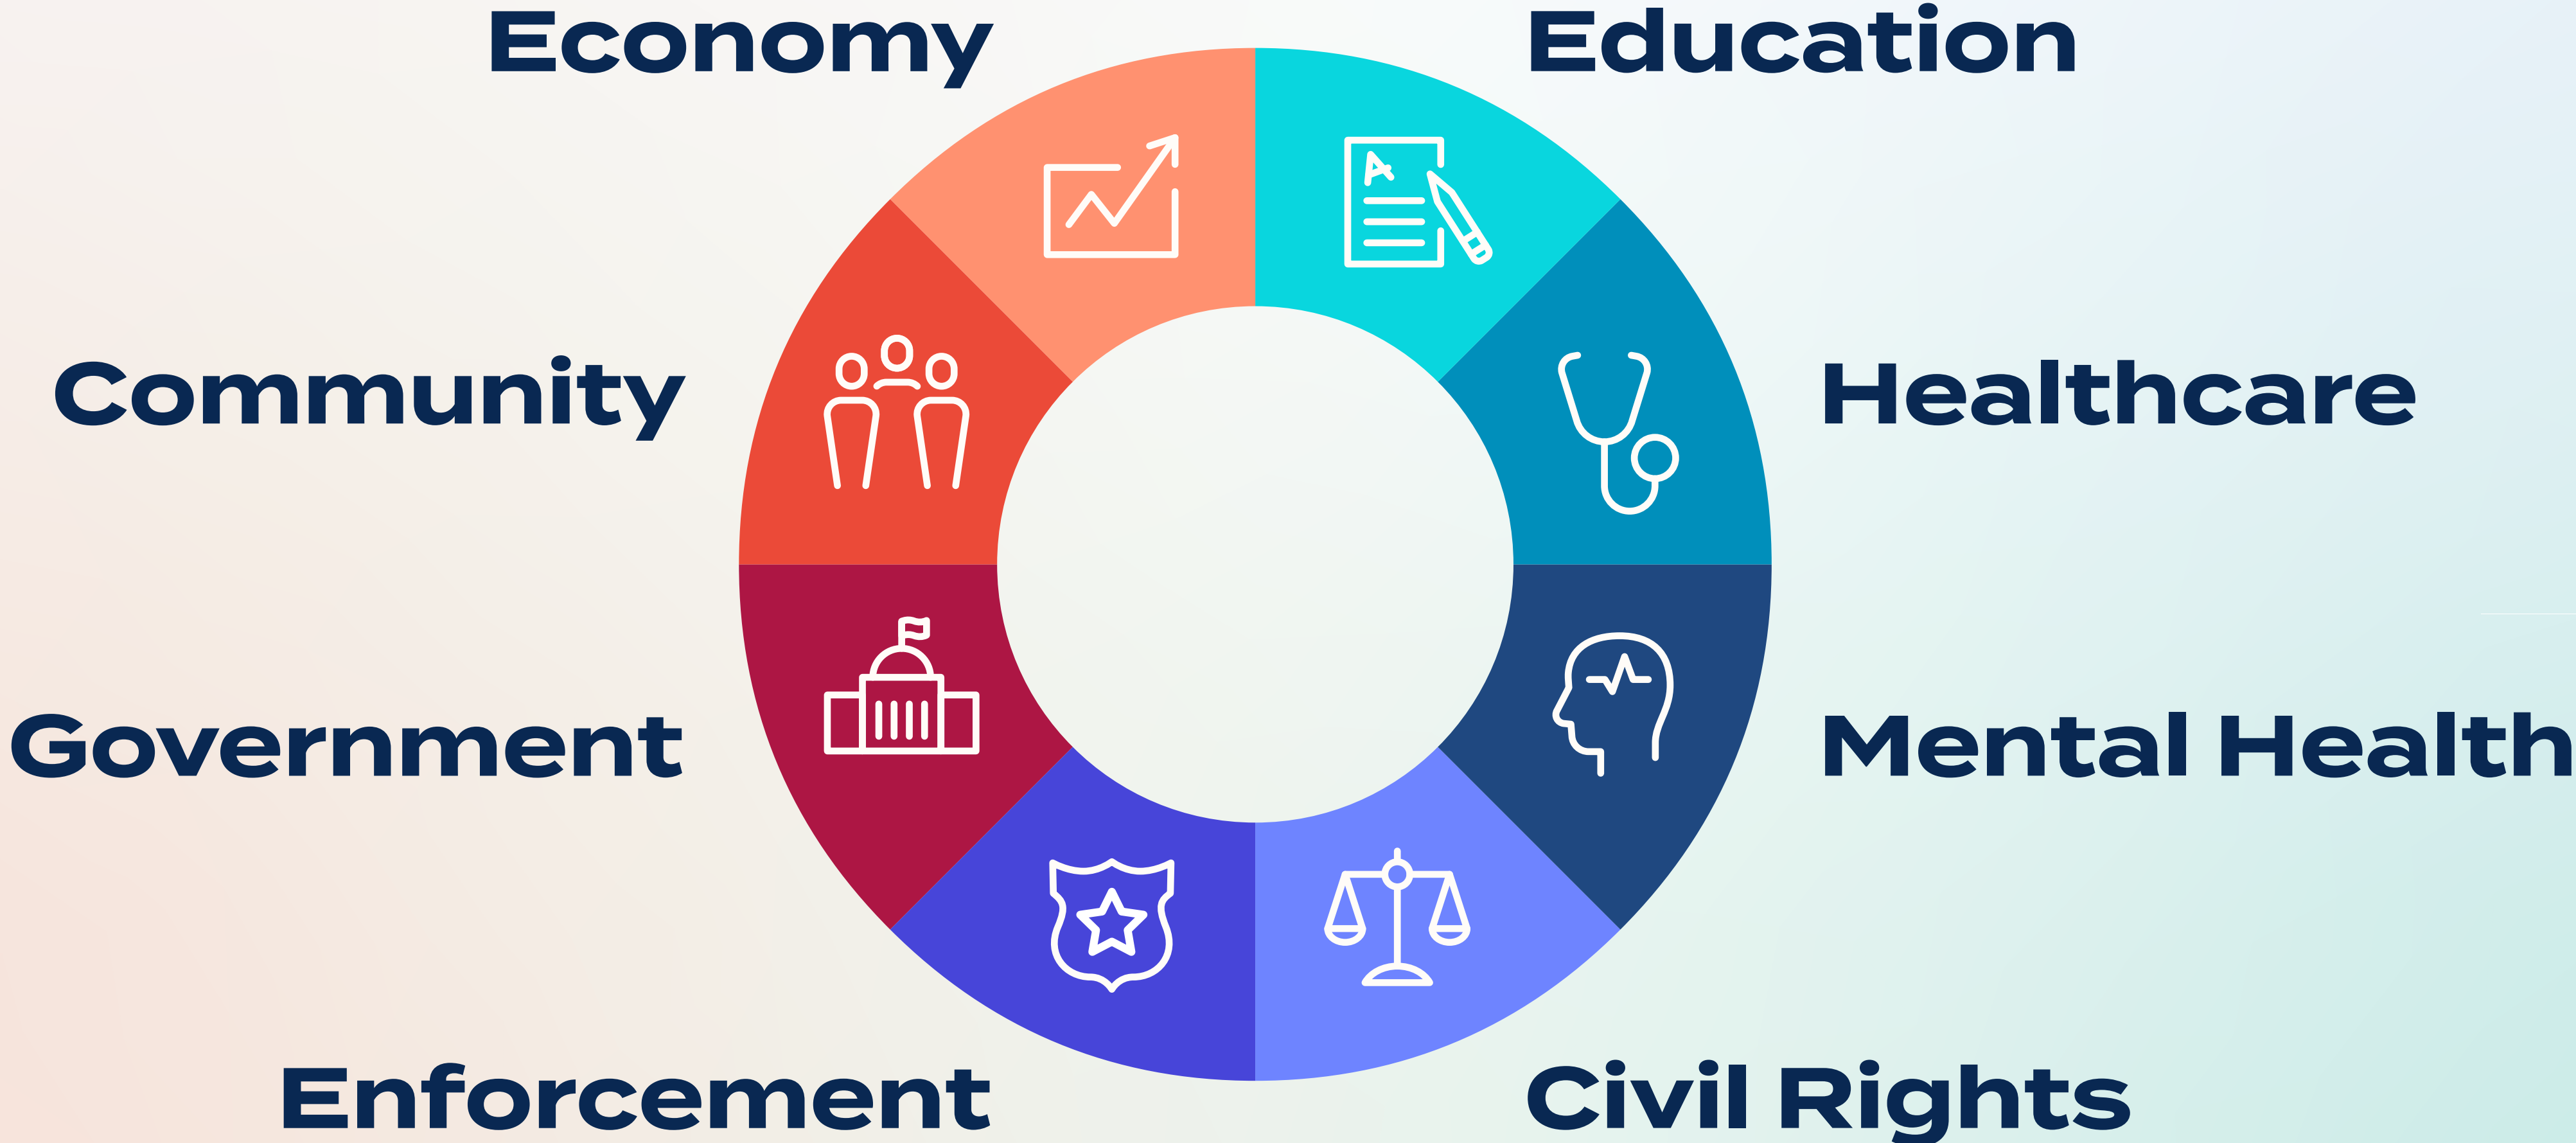 Economy
Education
Community
Healthcare
Government
Mental Health
Enforcement
Civil Rights
A